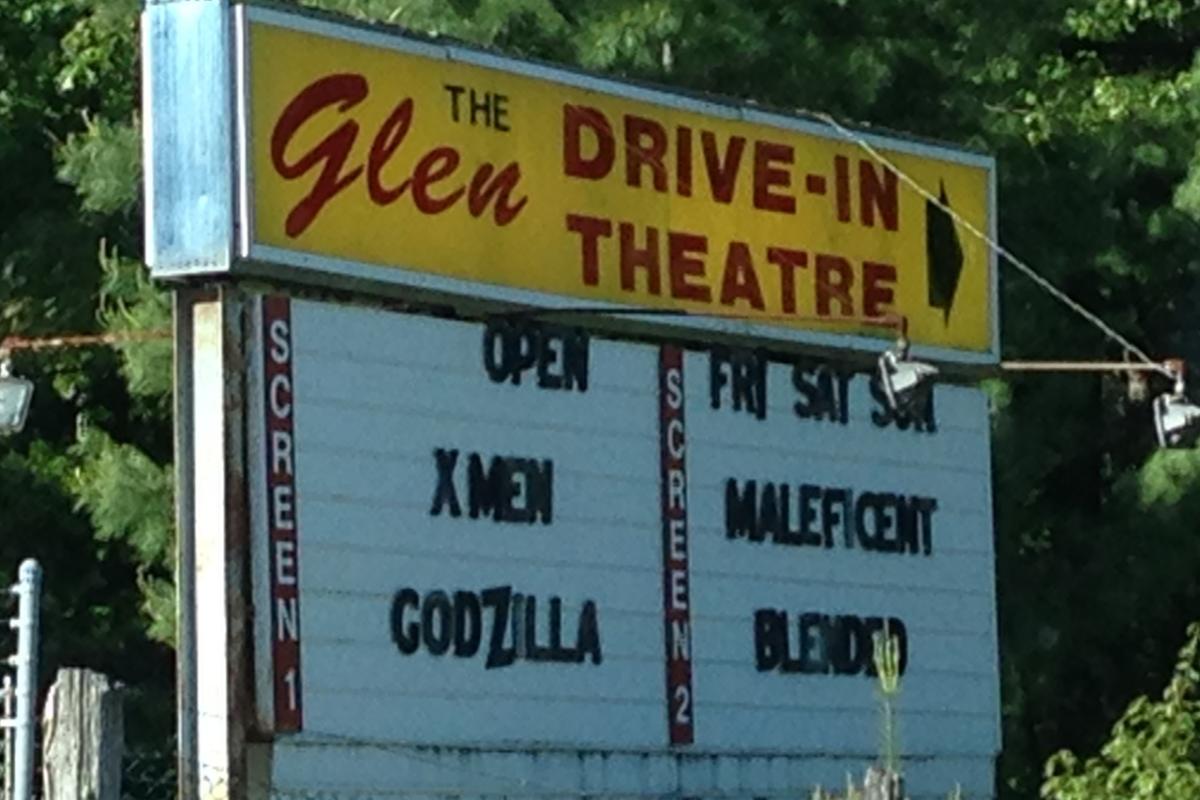 THE
Glen
DRIVE-IN
THEATRE
SCREEN 1
OPEN
X MEN
GODZILLA
SCREEN 2
FRI SAT SUN
MALEFICENT
BLENDED